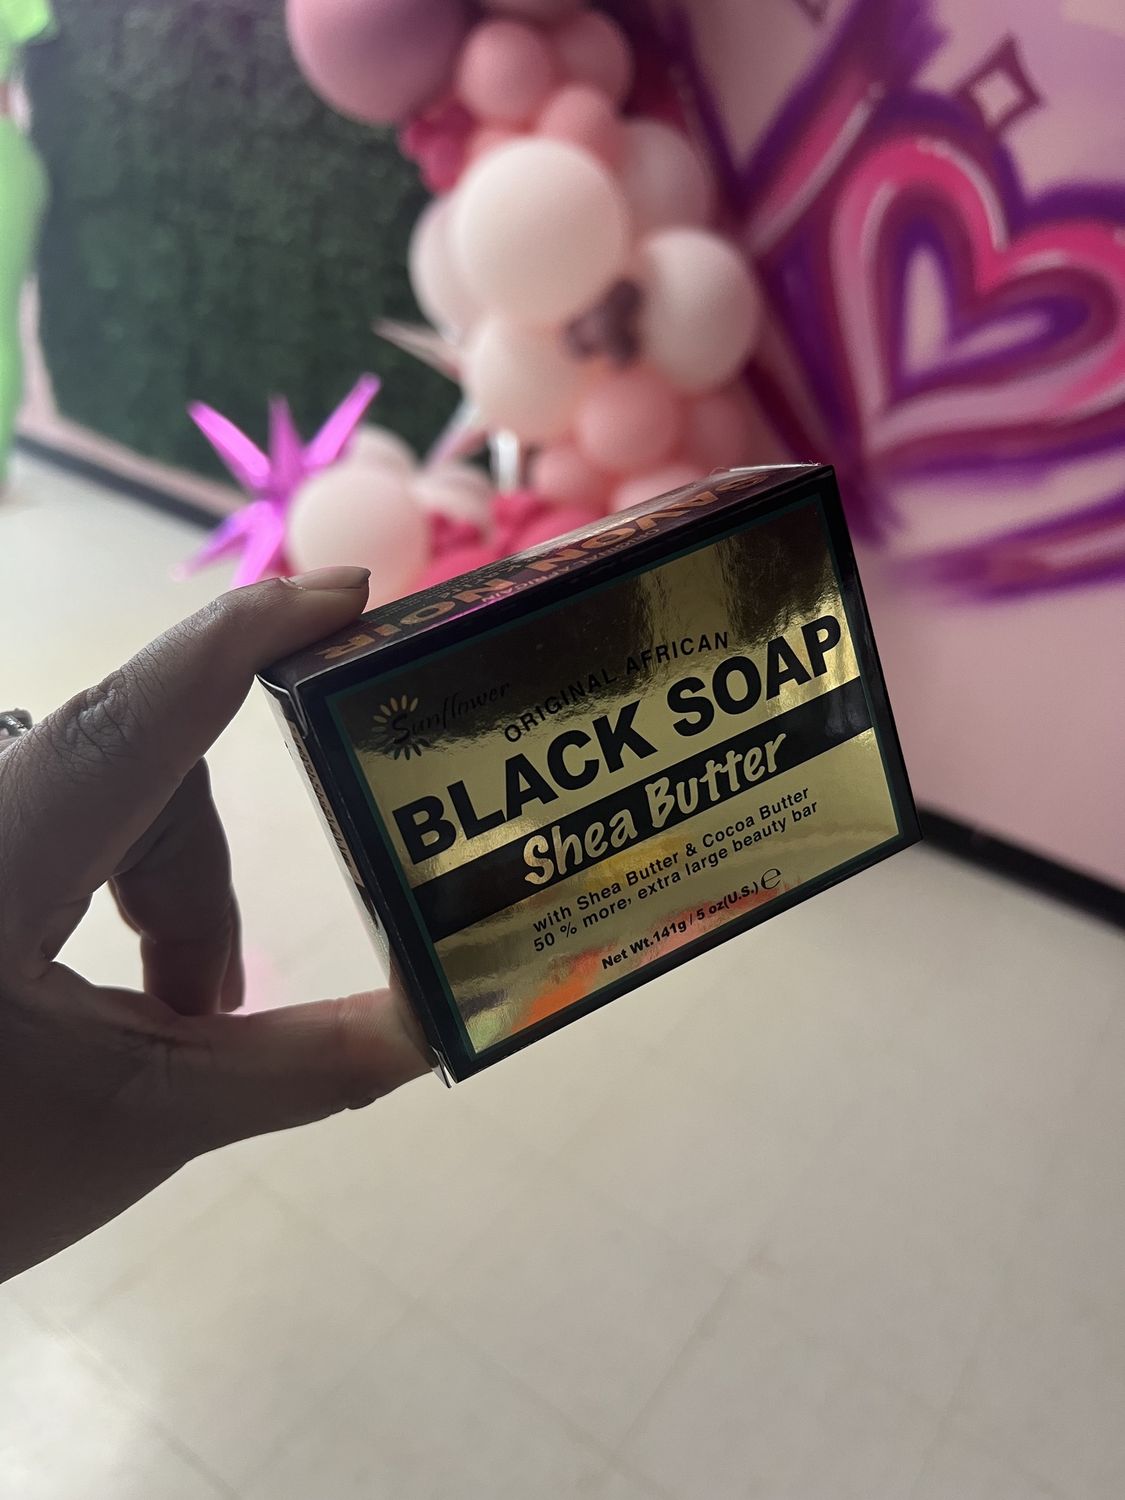 SAVON NOIR
Sunflower
ORIGINAL AFRICAN
BLACK SOAP
Shea Butter
with Shea Butter & Cocoa Butter
50 % more, extra large beauty bar
Net Wt.141g / 5 oz(U.S.) ℮